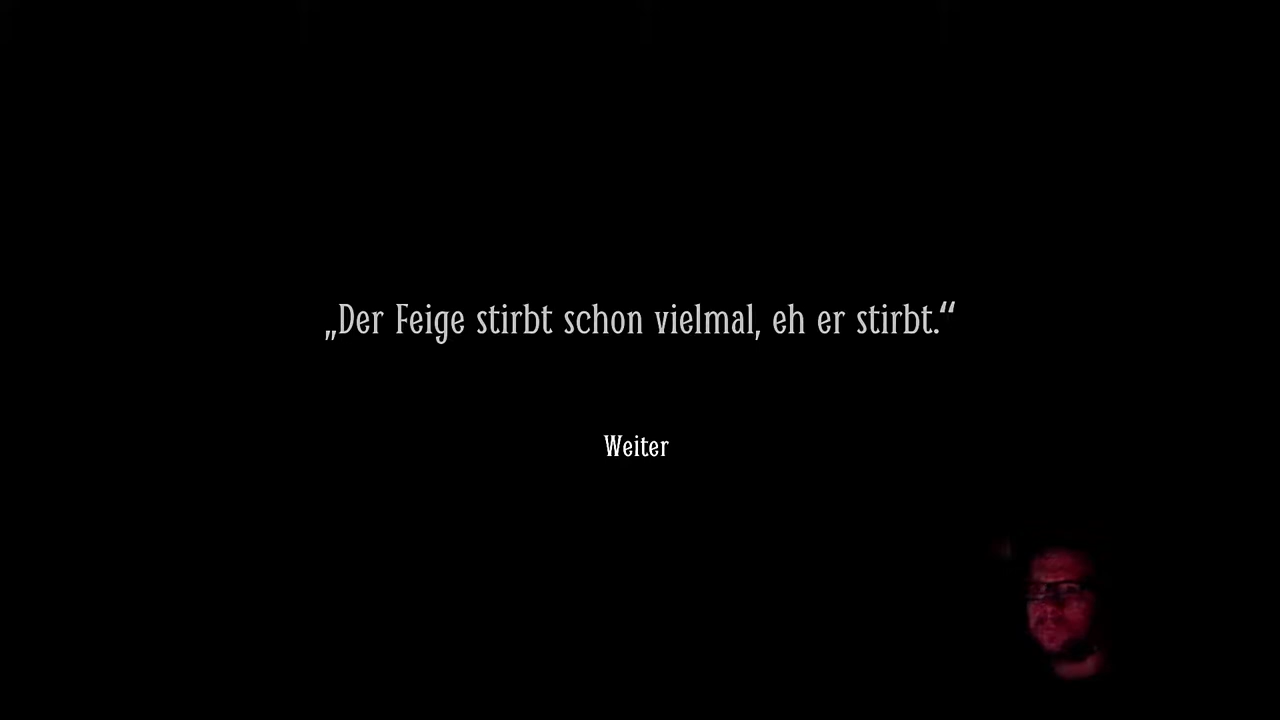 „Der Feige stirbt schon vielmal, eh er stirbt.“
Weiter